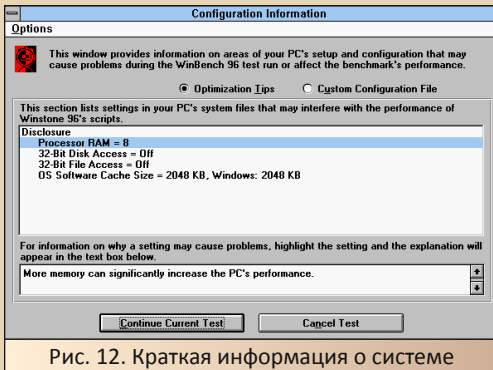 Configuration Information
Options
This window provides information on areas of your PC's setup and configuration that may
cause problems during the WinBench 96 test run or affect the benchmark's performance.
Optimization Tips Custom Configuration File
This section lists settings in your PC's system files that may interfere with the performance of
Winstone 96's scripts.
Disclosure
Processor RAM = 8
32-Bit Disk Access = Off
32-Bit File Access = Off
OS Software Cache Size = 2048 KB, Windows: 2048 KB
For information on why a setting may cause problems, highlight the setting and the explanation will
appear in the text box below.
More memory can significantly increase the PC's performance.
Continue Current Test Cancel Test
Рис. 12. Краткая информация о системе